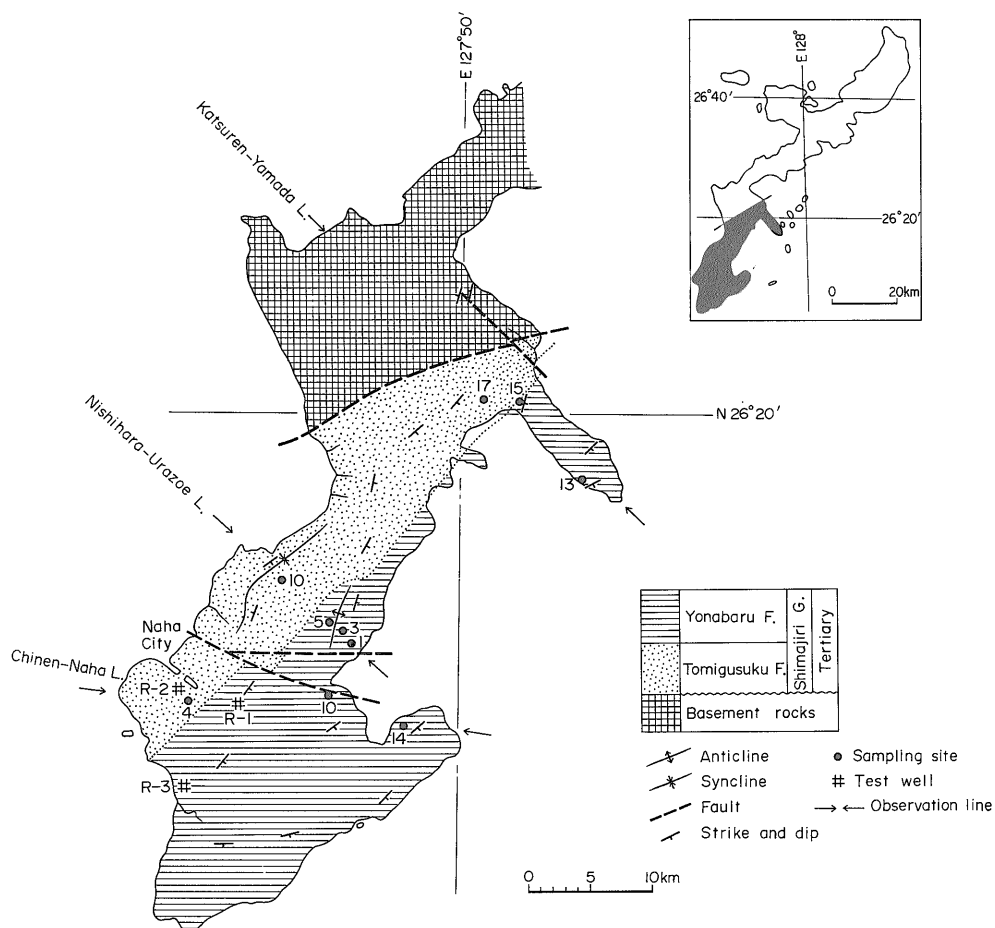 E 127°50'
Katsuren-Yamada L.
E 128°
26°40'
26°20'
0 20km
17
15
N 26°20'
Nishihara-Urazoe L.
13
10
5
3
Naha
City
Chinen-Naha L.
R-2
4
R-1
10
14
R-3
Yonabaru F.
Tomigusuku F.
Shimajiri G.
Tertiary
Basement rocks
Anticline
Syncline
Fault
Strike and dip
Sampling site
Test well
Observation line
0 5 10km